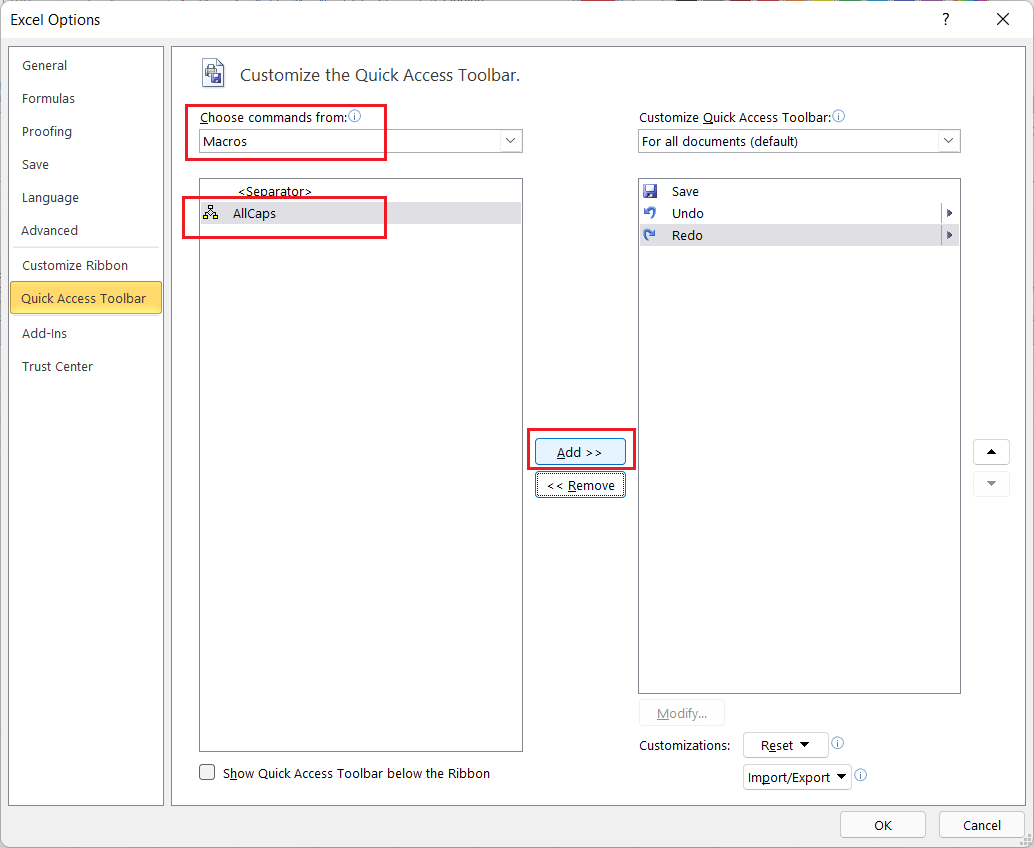 Excel Options
?
General
Formulas
Proofing
Save
Language
Advanced
Customize Ribbon
Quick Access Toolbar
Add-Ins
Trust Center
Customize the Quick Access Toolbar.
Choose commands from:
Macros
<Separator>
AllCaps
Add >>
<< Remove
Customize Quick Access Toolbar:
For all documents (default)
Save
Undo
Redo
Modify...
Customizations:
Reset
Import/Export
Show Quick Access Toolbar below the Ribbon
OK
Cancel